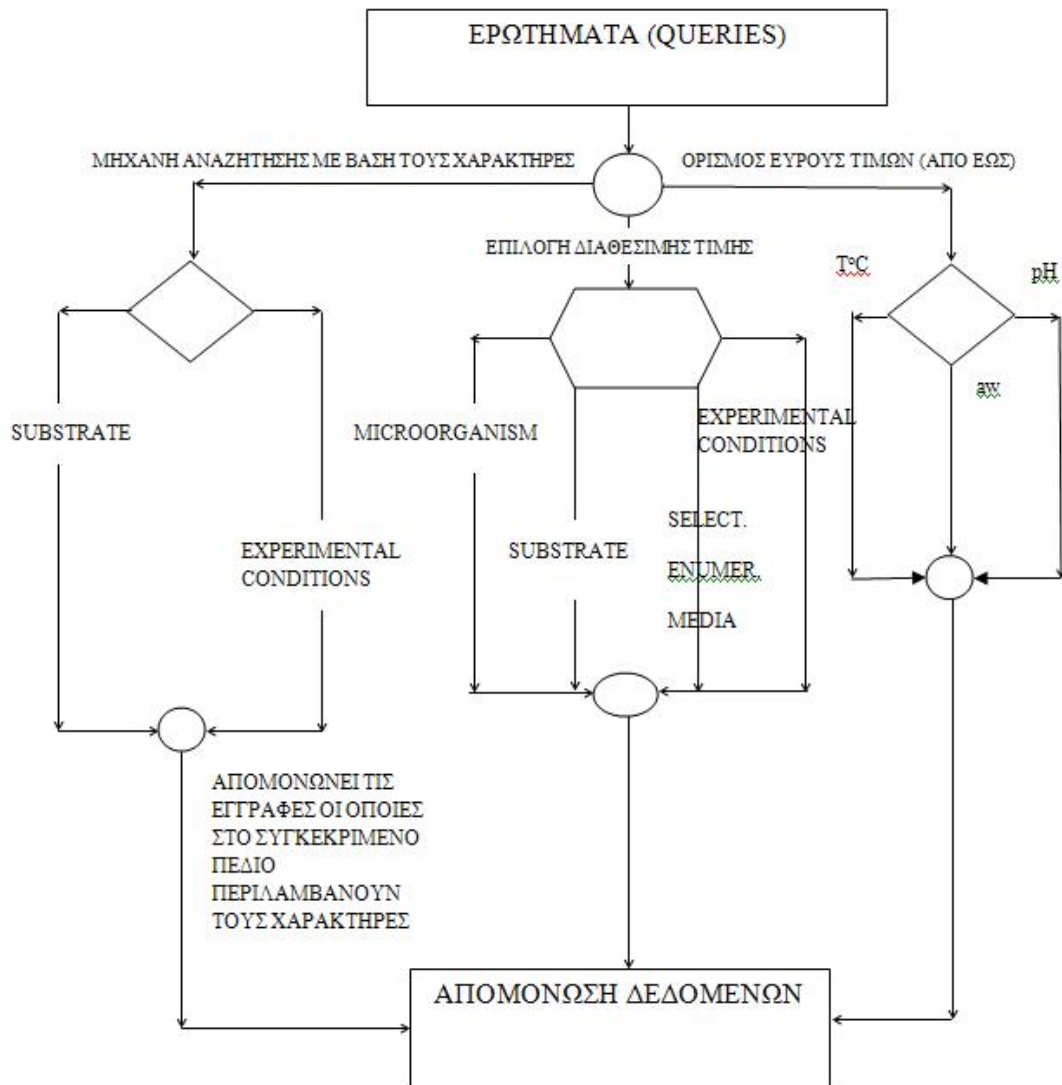 ΕΡΩΤΗΜΑΤΑ (QUERIES)
ΜΗΧΑΝΗ ΑΝΑΖΗΤΗΣΗΣ ΜΕ ΒΑΣΗ ΤΟΥΣ ΧΑΡΑΚΤΗΡΕΣ
ΟΡΙΣΜΟΣ ΕΥΡΟΥΣ ΤΙΜΩΝ (ΑΠΟ ΕΩΣ)
ΕΠΙΛΟΓΗ ΔΙΑΘΕΣΙΜΗΣ ΤΙΜΗΣ
T°C
pH
aw
SUBSTRATE
EXPERIMENTAL
CONDITIONS
MICROORGANISM
SUBSTRATE
SELECT.
ENUMER.
MEDIA
EXPERIMENTAL
CONDITIONS
ΑΠΟΜΟΝΩΝΕΙ ΤΙΣ
ΕΓΓΡΑΦΕΣ ΟΙ ΟΠΟΙΕΣ
ΣΤΟ ΣΥΓΚΕΚΡΙΜΕΝΟ
ΠΕΔΙΟ
ΠΕΡΙΛΑΜΒΑΝΟΥΝ
ΤΟΥΣ ΧΑΡΑΚΤΗΡΕΣ
ΑΠΟΜΟΝΩΣΗ ΔΕΔΟΜΕΝΩΝ